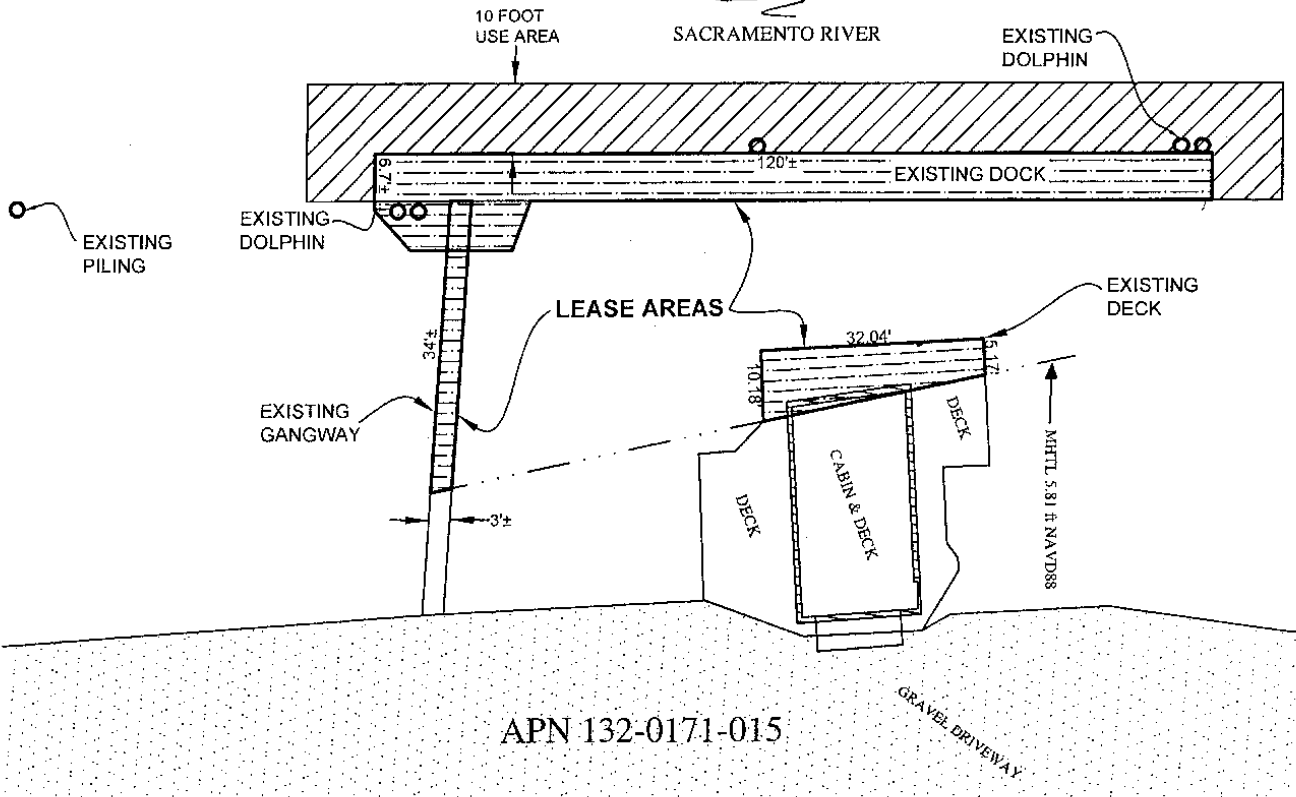 10 FOOT
USE AREA
SACRAMENTO RIVER
EXISTING
DOLPHIN
6.7'±
120'±
EXISTING DOCK
EXISTING
PILING
EXISTING
DOLPHIN
LEASE AREAS
EXISTING
DECK
34'±
32.04'
5.17'
10.18'
EXISTING
GANGWAY
DECK
MHTL 5.81 ft NAVD88
CABIN & DECK
DECK
3'±
GRAVEL DRIVEWAY
APN 132-0171-015